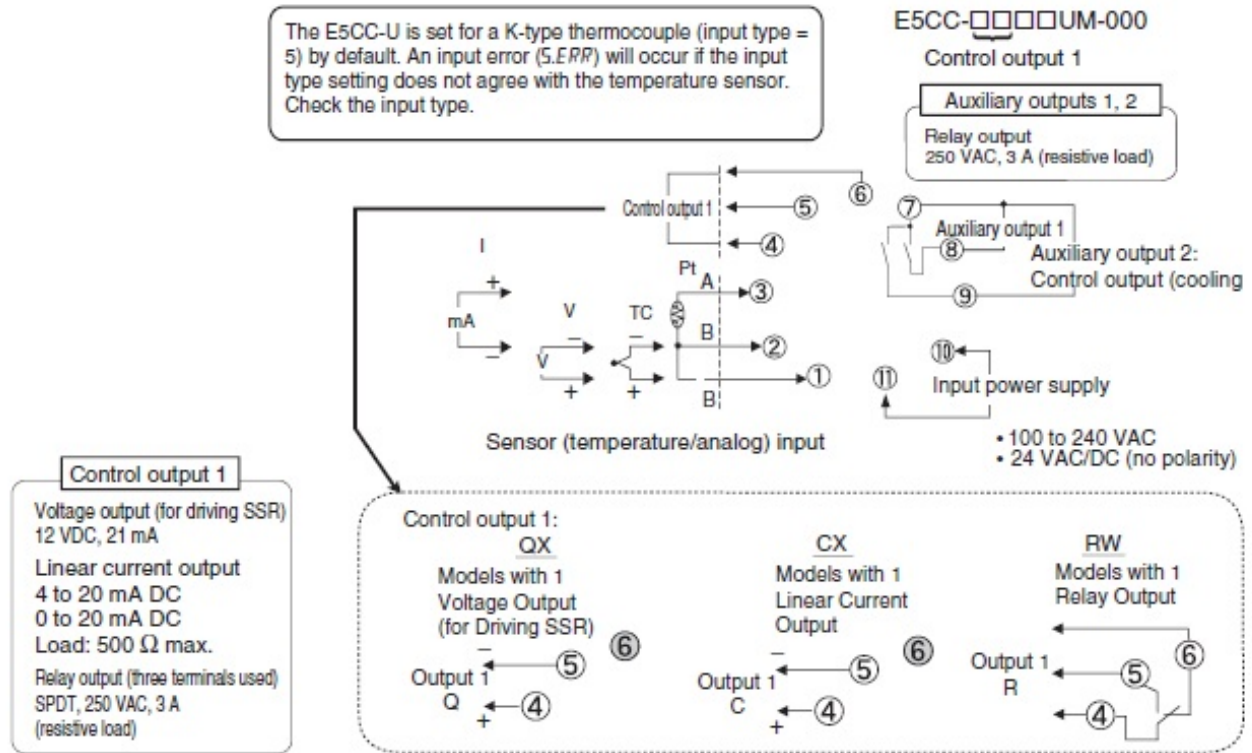 The E5CC-U is set for a K-type thermocouple (input type =
5) by default. An input error (S.ERR) will occur if the input
type setting does not agree with the temperature sensor.
Check the input type.
E5CC-□□□□UM-000
Control output 1
Auxiliary outputs 1, 2
Relay output
250 VAC, 3 A (resistive load)
Control output 1
⑥
⑤
④
⑦
Auxiliary output 1
⑧
Auxiliary output 2:
Control output (cooling
⑨
I
+
mA
−
V
−
V
+
TC
−
+
Pt
A
③
B
②
B
①
⑩
⑪
Input power supply
• 100 to 240 VAC
• 24 VAC/DC (no polarity)
Sensor (temperature/analog) input
Control output 1
Voltage output (for driving SSR)
12 VDC, 21 mA
Linear current output
4 to 20 mA DC
0 to 20 mA DC
Load: 500 Ω max.
Relay output (three terminals used)
SPDT, 250 VAC, 3 A
(resistive load)
Control output 1:
QX
Models with 1
Voltage Output
(for Driving SSR)
⑥
−
⑤
Output 1
Q
④
+
CX
Models with 1
Linear Current
Output
⑥
−
⑤
Output 1
C
④
+
RW
Models with 1
Relay Output
⑥
Output 1
R
⑤
④